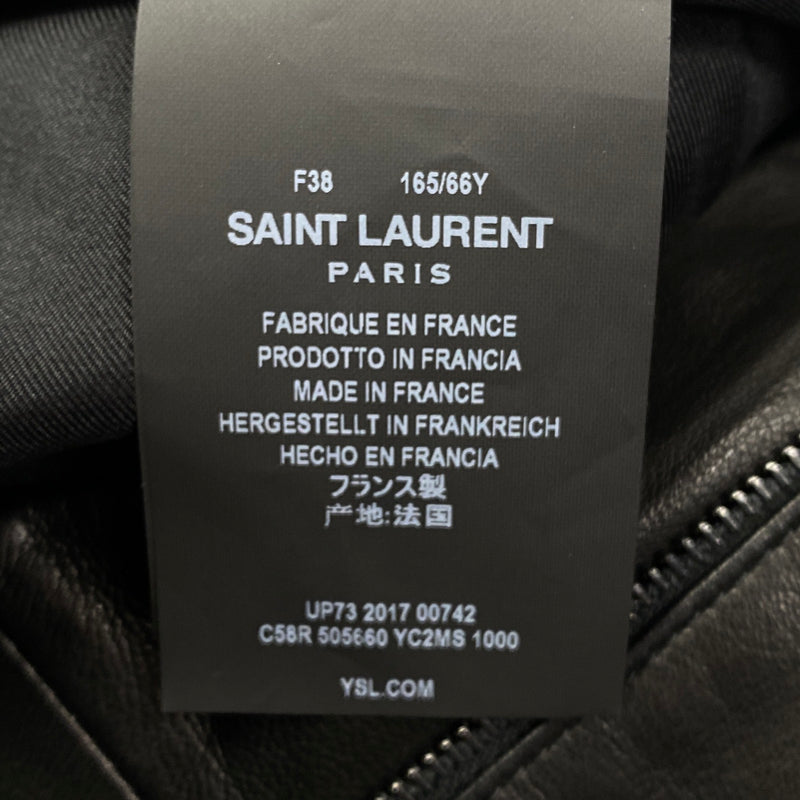 F38 165/66Y
SAINT LAURENT
PARIS
FABRIQUE EN FRANCE
PRODOTTO IN FRANCIA
MADE IN FRANCE
HERGESTELLT IN FRANKREICH
HECHO EN FRANCIA
フランス製
产地:法国
UP73 2017 00742
C58R 505660 YC2MS 1000
YSL.COM